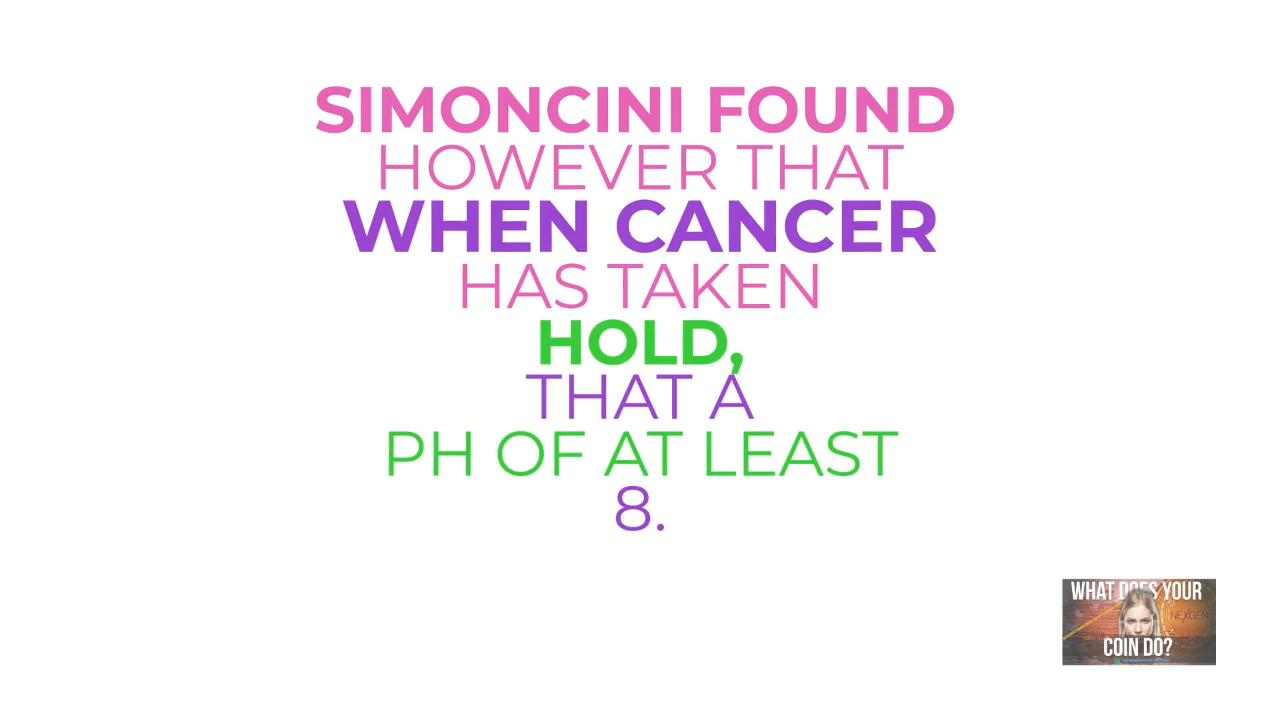 SIMONCINI FOUND
HOWEVER THAT
WHEN CANCER
HAS TAKEN
HOLD,
THAT A
PH OF AT LEAST
8.
WHAT DOES YOUR
NEXGEN
COIN DO?